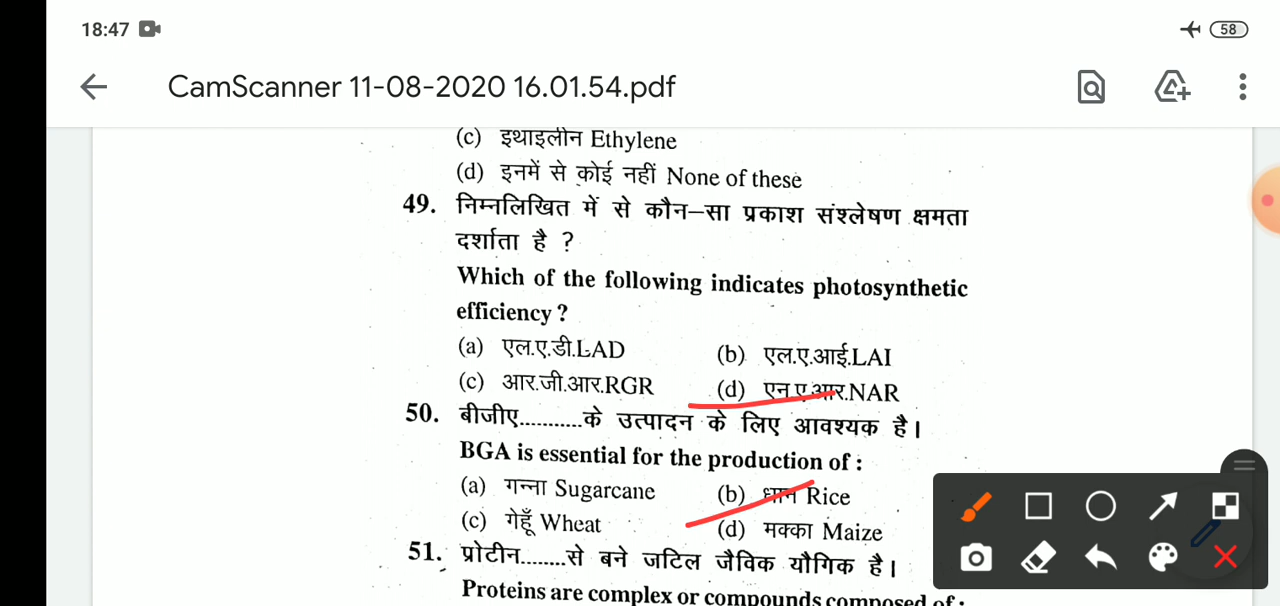 18:47
58
CamScanner 11-08-2020 16.01.54.pdf
(c) इथाइलीन Ethylene
(d) इनमें से कोई नहीं None of these
49. निम्नलिखित में से कौन–सा प्रकाश संश्लेषण क्षमता
दर्शाता है ?
Which of the following indicates photosynthetic
efficiency ?
(a) एल.ए.डी.LAD (b) एल.ए.आई.LAI
(c) आर.जी.आर.RGR (d) एन.ए.आर.NAR
50. बीजीए...........के उत्पादन के लिए आवश्यक है।
BGA is essential for the production of :
(a) गन्ना Sugarcane (b) धान Rice
(c) गेहूँ Wheat (d) मक्का Maize
51. प्रोटीन........से बने जटिल जैविक यौगिक है।
Proteins are complex or compounds composed of :